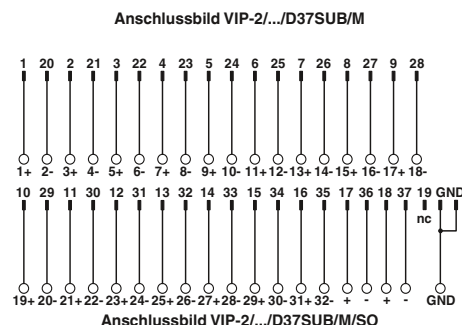 Anschlussbild VIP-2/.../D37SUB/M
1 20 2 21 3 22 4 23 5 24 6 25 7 26 8 27 9 28
1+ 2- 3+ 4- 5+ 6- 7+ 8- 9+ 10- 11+ 12- 13+ 14- 15+ 16- 17+ 18-
10 29 11 30 12 31 13 32 14 33 15 34 16 35 17 36 18 37 19 GND
nc
19+ 20- 21+ 22- 23+ 24- 25+ 26- 27+ 28- 29+ 30- 31+ 32- + - + - GND
Anschlussbild VIP-2/.../D37SUB/M/SO